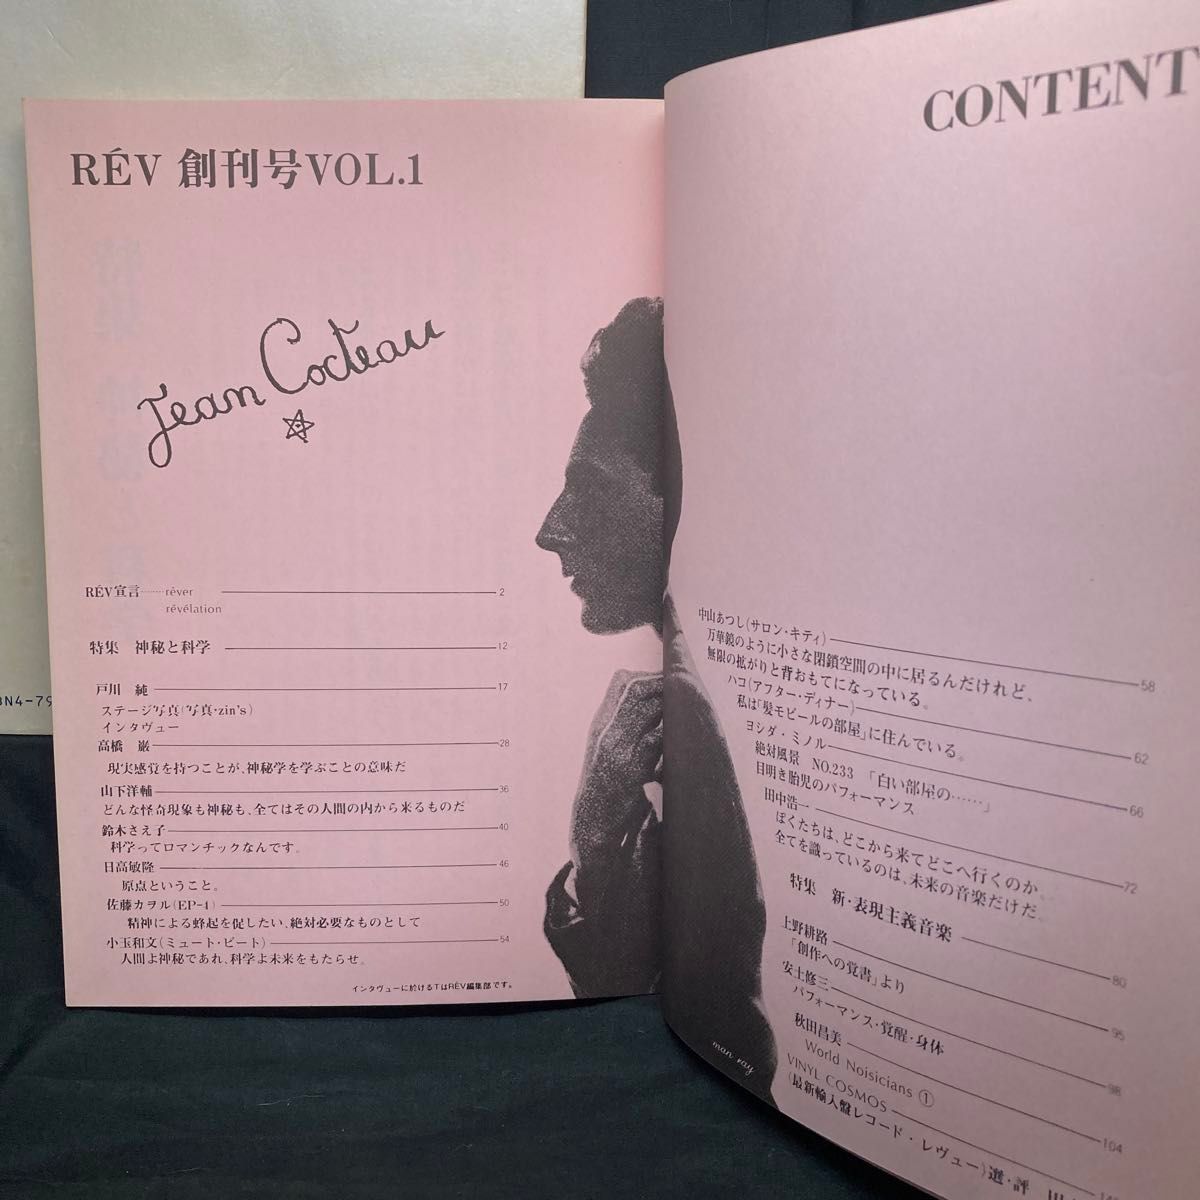 BN4-79
RÉV 創刊号VOL.1
Jean Cocteau
RÉV宣言……rêver 2
révélation
特集 神秘と科学 12
戸川 純 17
ステージ写真(写真・zin's)
インタヴュー
高橋 巌 28
現実感覚を持つことが、神秘学を学ぶことの意味だ
山下洋輔 36
どんな怪奇現象も神秘も、全てはその人間の内から来るものだ
鈴木さえ子 40
科学ってロマンチックなんです。
日高敏隆 46
原点ということ。
佐藤カヲル(EP-4) 50
精神による蜂起を促したい、絶対必要なものとして
小玉和文(ミュート・ビート) 54
人間よ神秘であれ、科学よ未来をもたらせ。
インタヴューに於けるTはRÉV編集部です。
CONTENT
中山あつし(サロン・キティ) 58
万華鏡のように小さな閉鎖空間の中に居るんだけれど、
無限の拡がりと背おもてになっている。
ハコ(アフター・ディナー) 62
私は「髪モビールの部屋」に住んでいる。
ヨシダ・ミノル 66
絶対風景 NO.233 「白い部屋の……」
目明き胎児のパフォーマンス
田中浩一 72
ぼくたちは、どこから来てどこへ行くのか。
全てを識っているのは、未来の音楽だけだ。
特集 新・表現主義音楽 80
上野耕路 95
「創作への覚書」より
安土修三 98
パフォーマンス・覚醒・身体
秋田昌美 104
World Noisicians ①
VINYL COSMOS
(最新輸入盤レコード・レヴュー)選・評
man ray